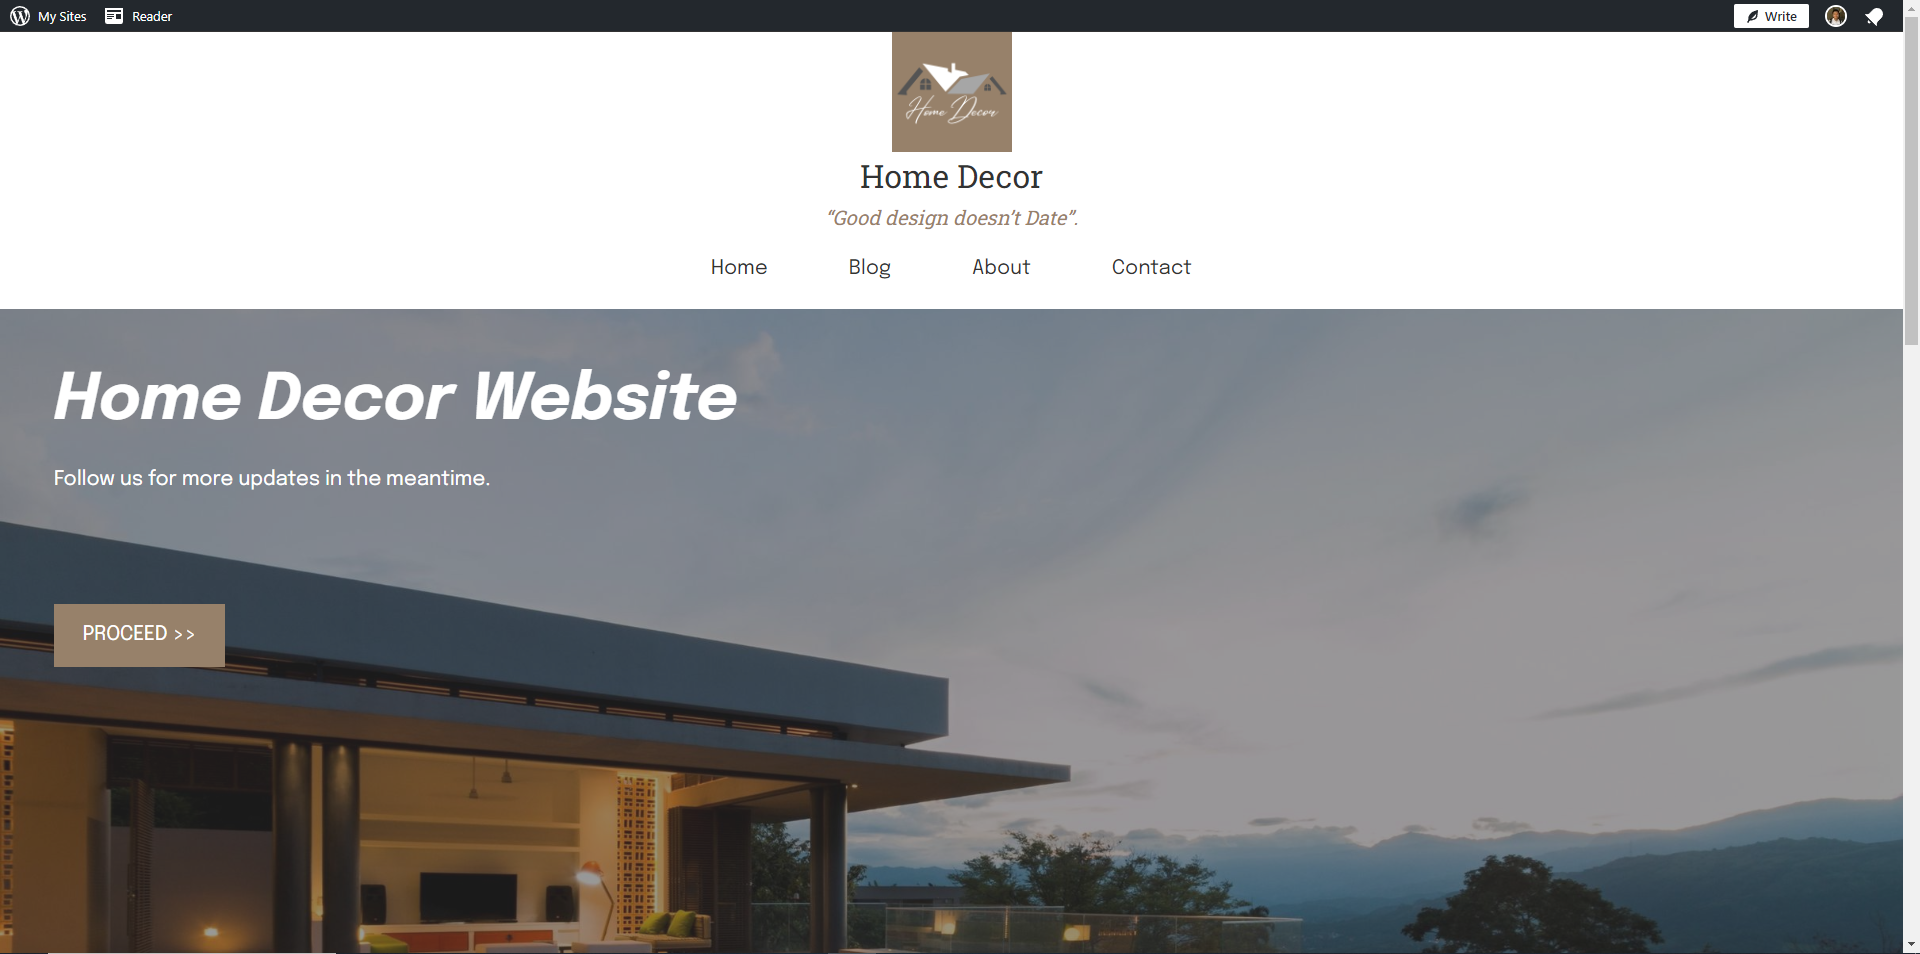 My Sites Reader Write
Home Decor
Home Decor
“Good design doesn’t Date”.
Home Blog About Contact
Home Decor Website
Follow us for more updates in the meantime.
PROCEED >>